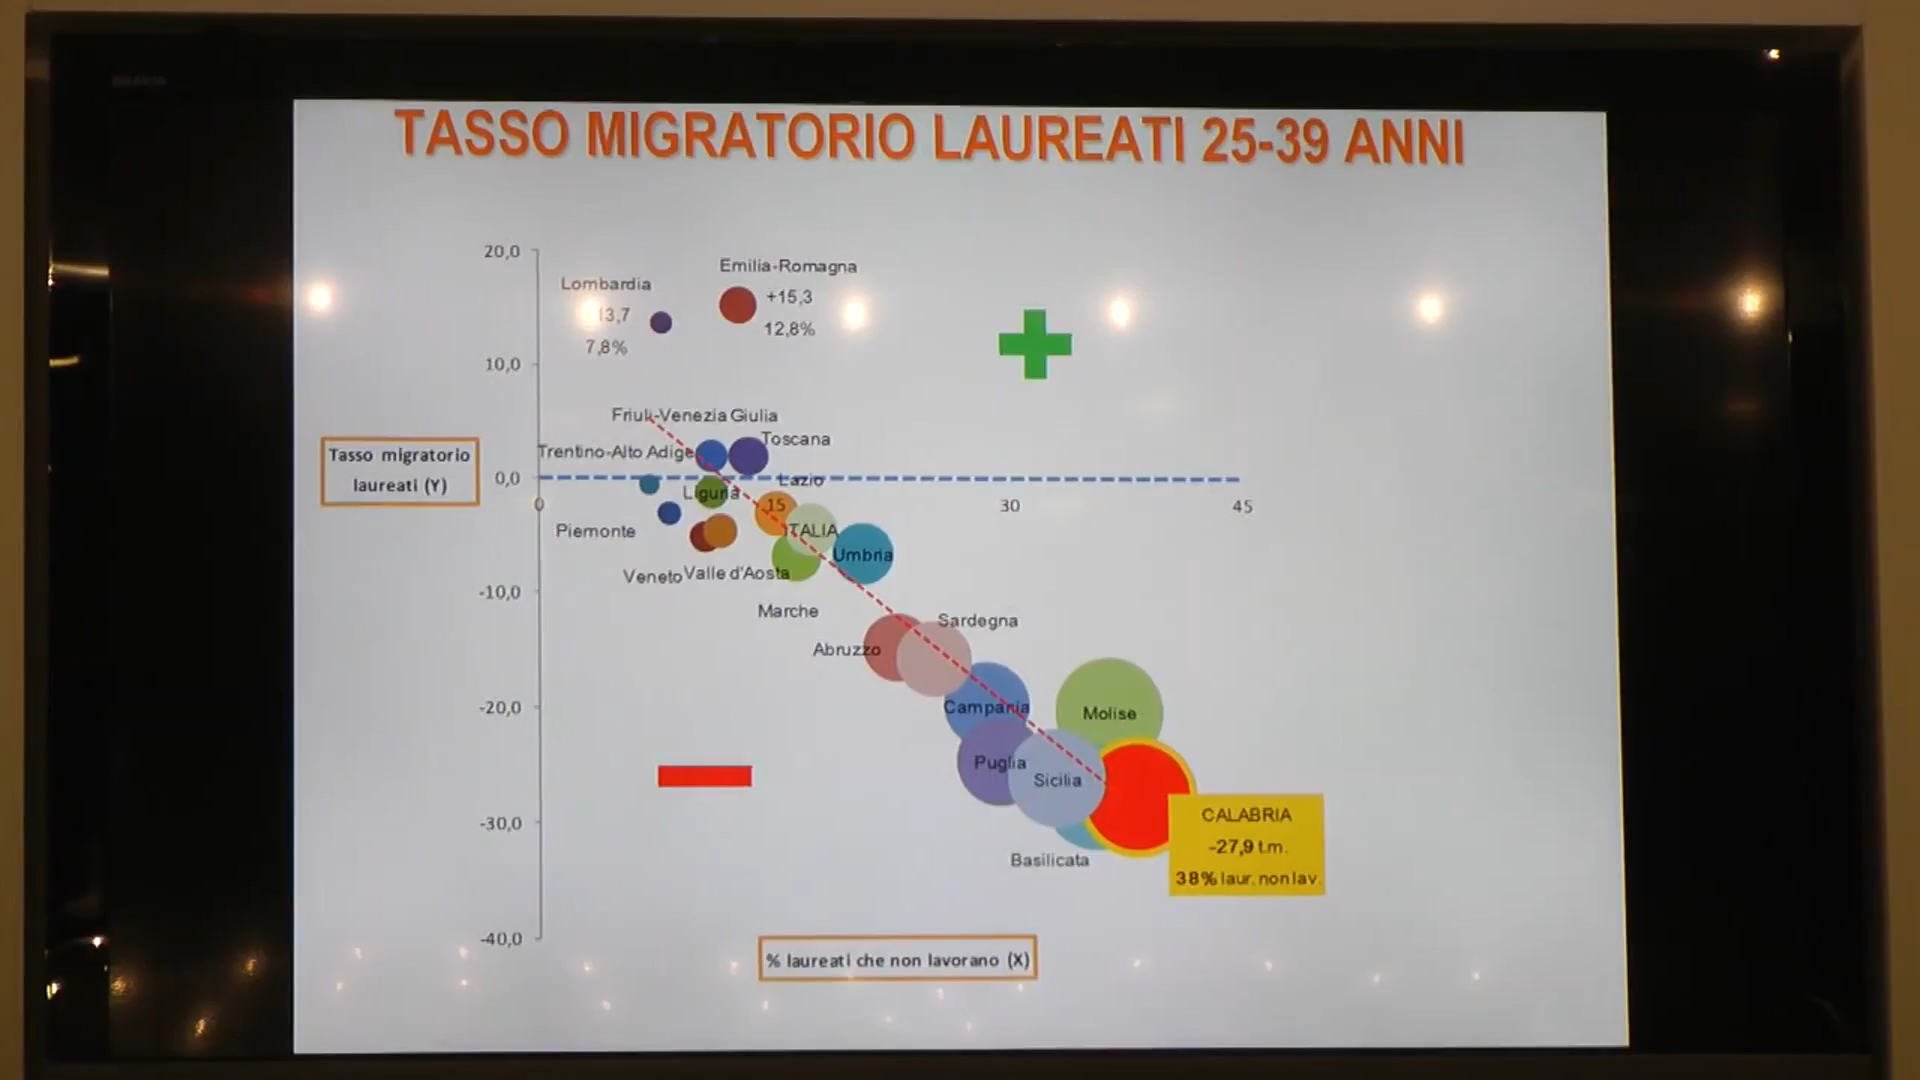 TASSO MIGRATORIO LAUREATI 25-39 ANNI
20,0
Emilia-Romagna
Lombardia
+15,3
13,7
12,8%
7,8%
10,0
Friuli-Venezia Giulia
Toscana
Trentino-Alto Adige
Tasso migratorio
laureati (Y)
0,0
Lazio
Liguria
0
15
30
45
Piemonte
ITALIA
Umbria
Veneto
Valle d'Aosta
-10,0
Marche
Sardegna
Abruzzo
-20,0
Campania
Molise
Puglia
Sicilia
-30,0
CALABRIA
-27,9 t.m.
38% laur. non lav.
Basilicata
-40,0
% laureati che non lavorano (X)